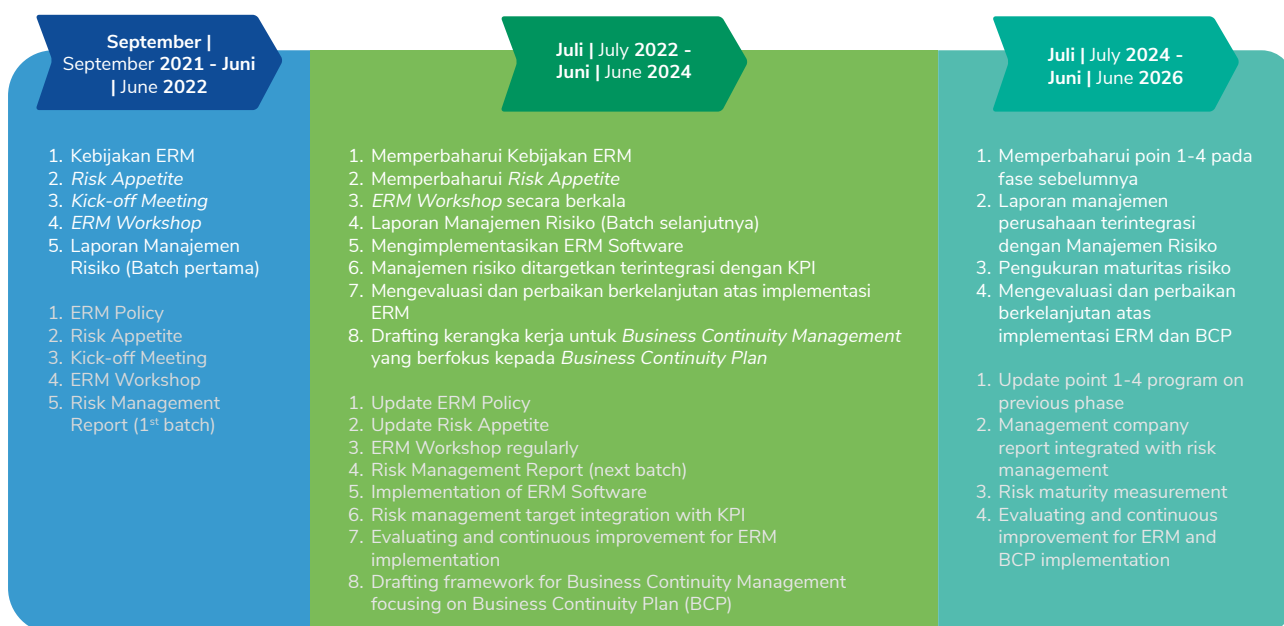 September |
September 2021 - Juni
| June 2022
1. Kebijakan ERM
2. Risk Appetite
3. Kick-off Meeting
4. ERM Workshop
5. Laporan Manajemen
Risiko (Batch pertama)
1. ERM Policy
2. Risk Appetite
3. Kick-off Meeting
4. ERM Workshop
5. Risk Management
Report (1st batch)
Juli | July 2022 -
Juni | June 2024
1. Memperbaharui Kebijakan ERM
2. Memperbaharui Risk Appetite
3. ERM Workshop secara berkala
4. Laporan Manajemen Risiko (Batch selanjutnya)
5. Mengimplementasikan ERM Software
6. Manajemen risiko ditargetkan terintegrasi dengan KPI
7. Mengevaluasi dan perbaikan berkelanjutan atas implementasi
ERM
8. Drafting kerangka kerja untuk Business Continuity Management
yang berfokus kepada Business Continuity Plan
1. Update ERM Policy
2. Update Risk Appetite
3. ERM Workshop regularly
4. Risk Management Report (next batch)
5. Implementation of ERM Software
6. Risk management target integration with KPI
7. Evaluating and continuous improvement for ERM
implementation
8. Drafting framework for Business Continuity Management
focusing on Business Continuity Plan (BCP)
Juli | July 2024 -
Juni | June 2026
1. Memperbaharui poin 1-4 pada
fase sebelumnya
2. Laporan manajemen
perusahaan terintegrasi
dengan Manajemen Risiko
3. Pengukuran maturitas risiko
4. Mengevaluasi dan perbaikan
berkelanjutan atas
implementasi ERM dan BCP
1. Update point 1-4 program on
previous phase
2. Management company
report integrated with risk
management
3. Risk maturity measurement
4. Evaluating and continuous
improvement for ERM and
BCP implementation